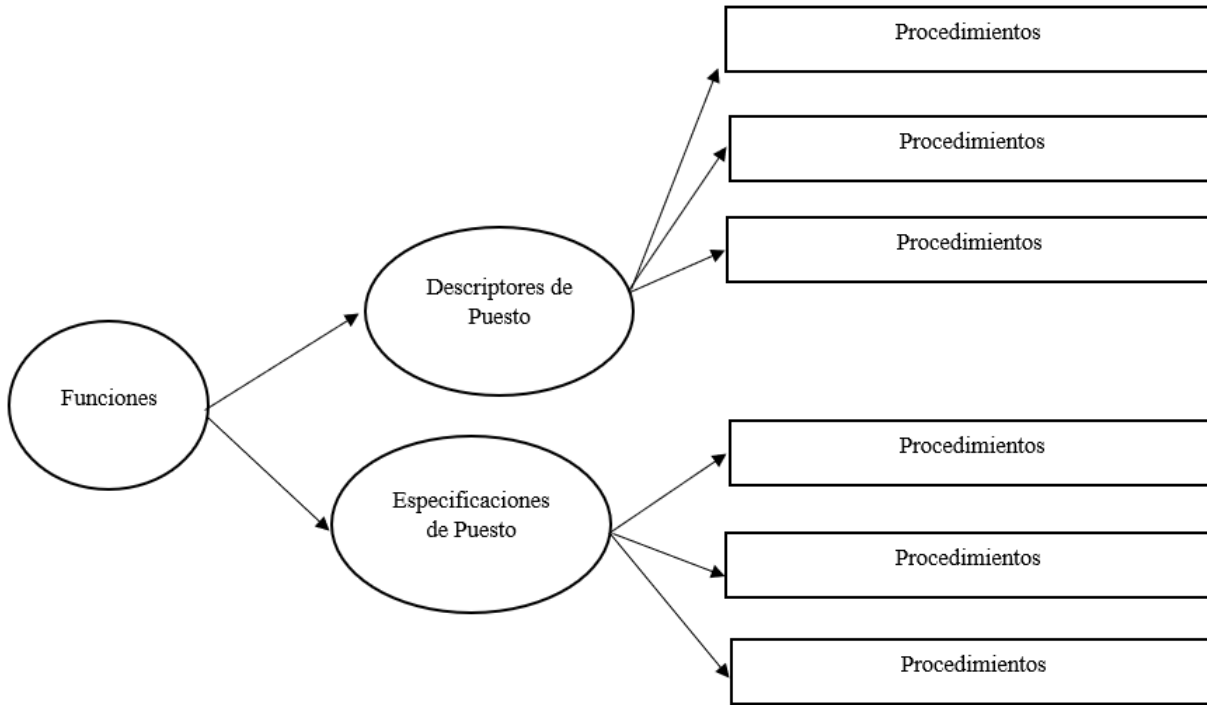 Procedimientos
Procedimientos
Procedimientos
Descriptores de
Puesto
Funciones
Procedimientos
Especificaciones
de Puesto
Procedimientos
Procedimientos